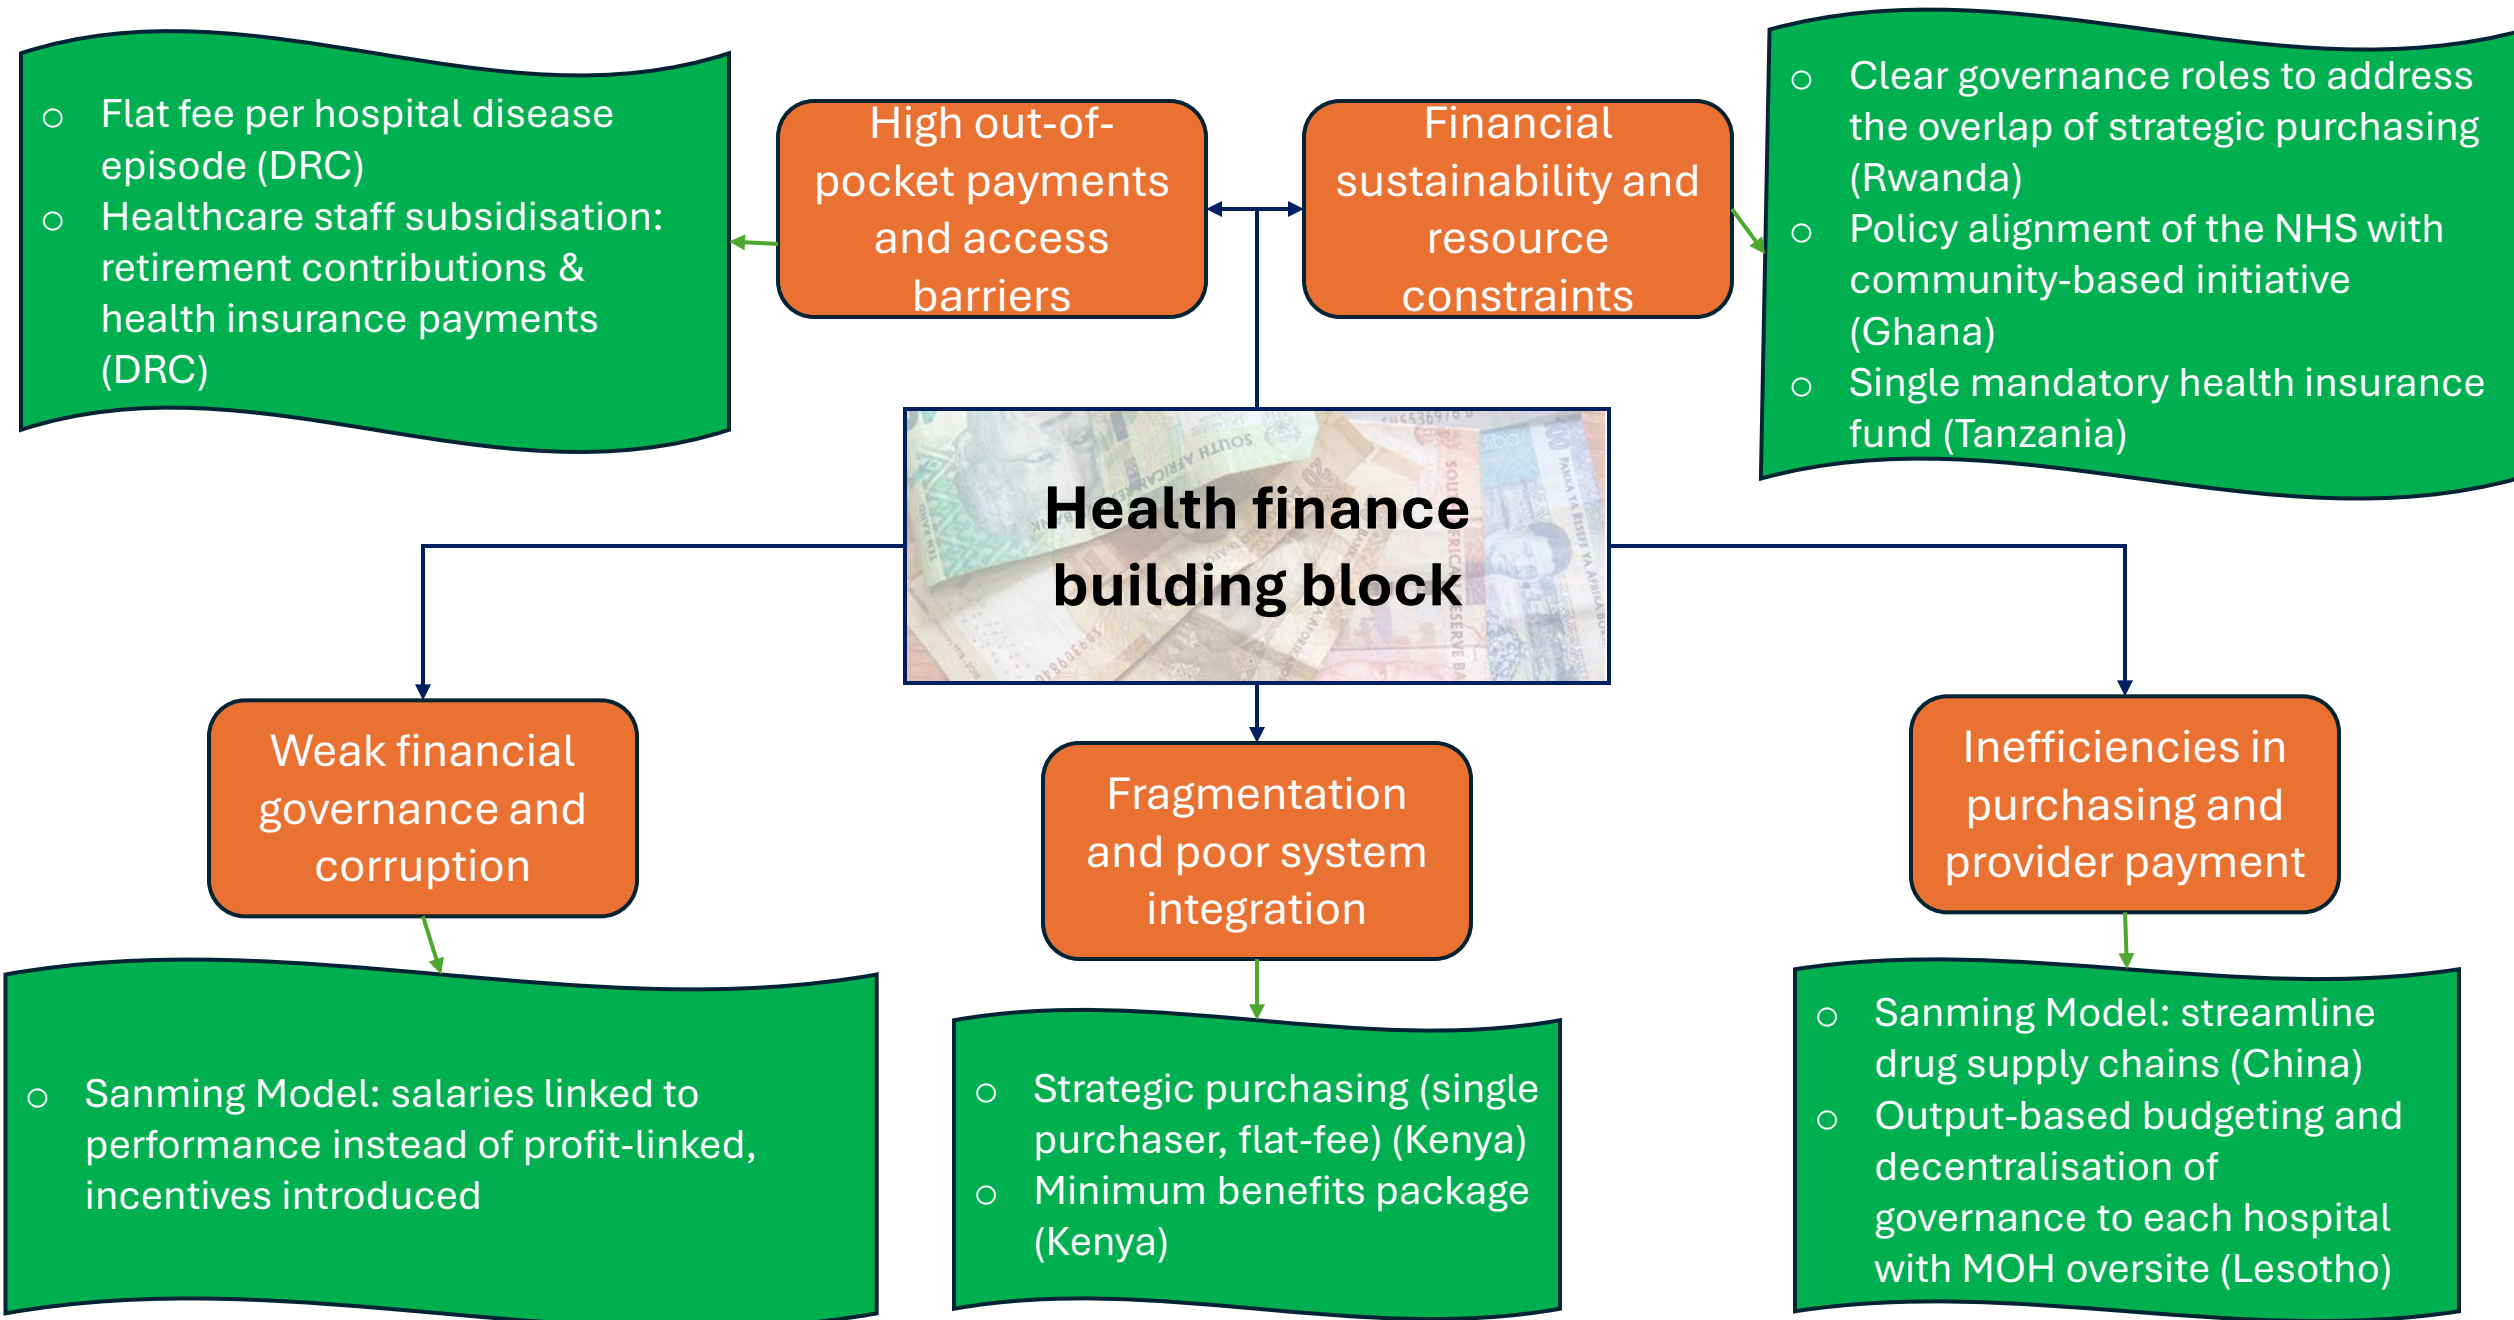 Flat fee per hospital disease
episode (DRC)
Healthcare staff subsidisation:
retirement contributions &
health insurance payments
(DRC)
High out-of-
pocket payments
and access
barriers
Financial
sustainability and
resource
constraints
Clear governance roles to address
the overlap of strategic purchasing
(Rwanda)
Policy alignment of the NHS with
community-based initiative
(Ghana)
Single mandatory health insurance
fund (Tanzania)
Health finance
building block
SOUTH AFRICAN
Weak financial
governance and
corruption
Fragmentation
and poor system
integration
Inefficiencies in
purchasing and
provider payment
Sanming Model: salaries linked to
performance instead of profit-linked,
incentives introduced
Strategic purchasing (single
purchaser, flat-fee) (Kenya)
Minimum benefits package
(Kenya)
Sanming Model: streamline
drug supply chains (China)
Output-based budgeting and
decentralisation of
governance to each hospital
with MOH oversite (Lesotho)